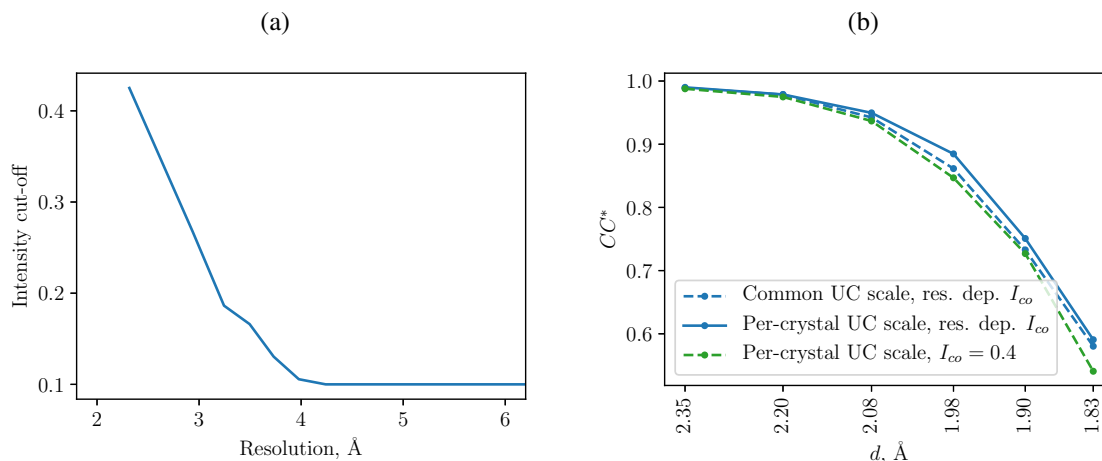 (a)
Intensity cut-off
0.4
0.3
0.2
0.1
2 3 4 5 6
Resolution, Å
(b)
CC*
1.0
0.9
0.8
0.7
0.6
Common UC scale, res. dep. I_co
Per-crystal UC scale, res. dep. I_co
Per-crystal UC scale, I_co = 0.4
2.35 2.20 2.08 1.98 1.90 1.83
d, Å